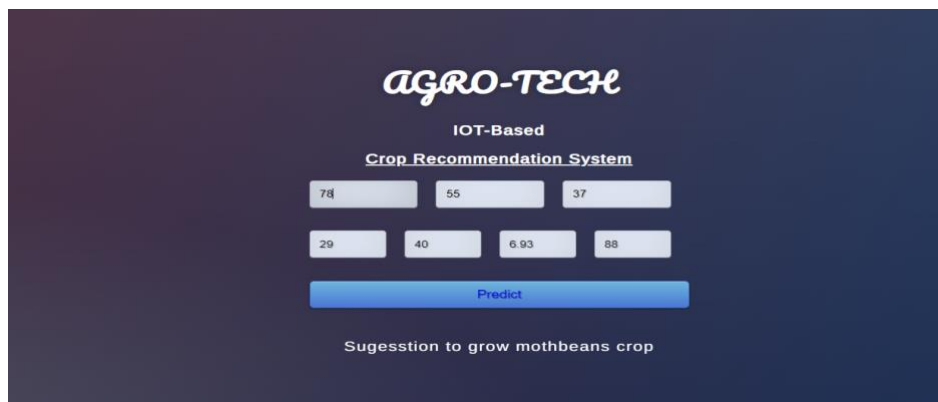 AGRO-TECH
IOT-Based
Crop Recommendation System
78 55 37
29 40 6.93 88
Predict
Sugesstion to grow mothbeans crop